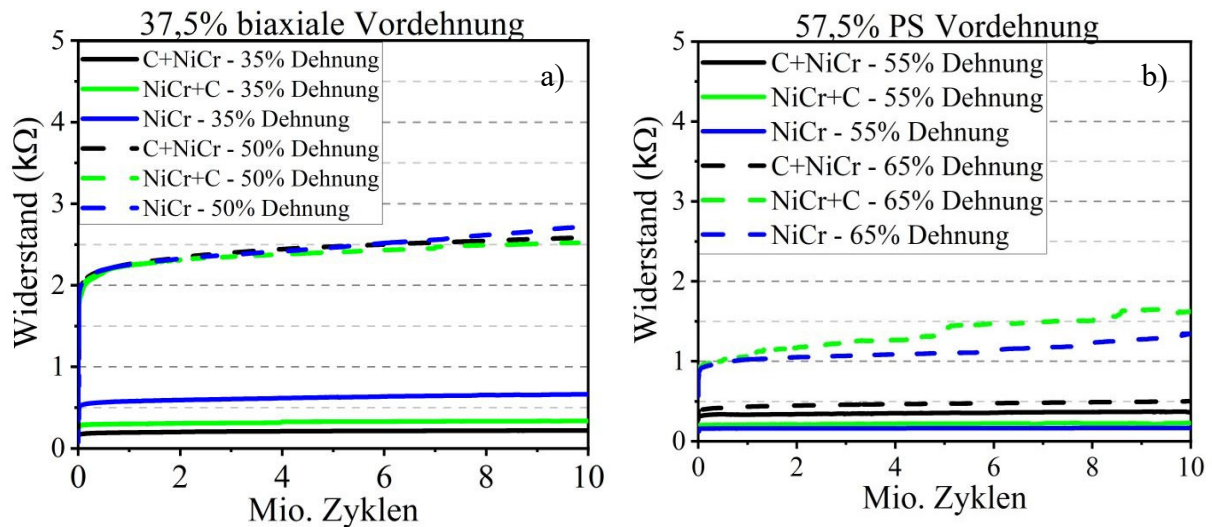 37,5% biaxiale Vordehnung
a)
C+NiCr - 35% Dehnung
NiCr+C - 35% Dehnung
NiCr - 35% Dehnung
C+NiCr - 50% Dehnung
NiCr+C - 50% Dehnung
NiCr - 50% Dehnung
Widerstand (kΩ)
5
4
3
2
1
0
0 2 4 6 8 10
Mio. Zyklen
57,5% PS Vordehnung
b)
C+NiCr - 55% Dehnung
NiCr+C - 55% Dehnung
NiCr - 55% Dehnung
C+NiCr - 65% Dehnung
NiCr+C - 65% Dehnung
NiCr - 65% Dehnung
Widerstand (kΩ)
5
4
3
2
1
0
0 2 4 6 8 10
Mio. Zyklen